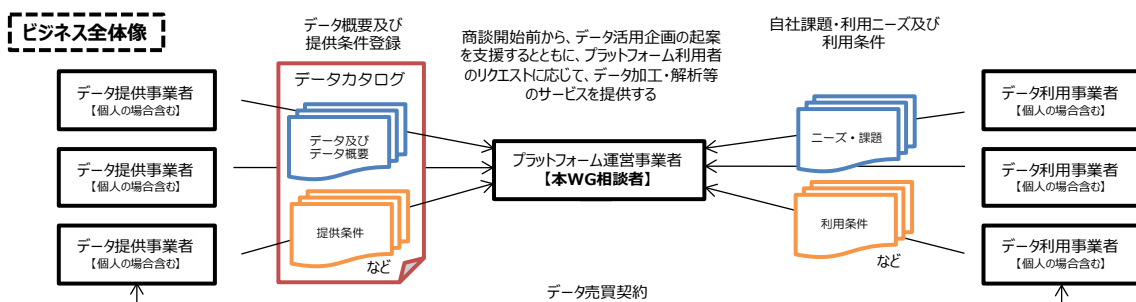 ビジネス全体像
データ概要及び
提供条件登録
商談開始前から、データ活用企画の起案
を支援するとともに、プラットフォーム利用者
のリクエストに応じて、データ加工・解析等
のサービスを提供する
自社課題・利用ニーズ及び
利用条件
データ提供事業者
【個人の場合含む】
データ提供事業者
【個人の場合含む】
データ提供事業者
【個人の場合含む】
データカタログ
データ及び
データ概要
提供条件
など
プラットフォーム運営事業者
【本WG相談者】
ニーズ・課題
利用条件
など
データ利用事業者
【個人の場合含む】
データ利用事業者
【個人の場合含む】
データ利用事業者
【個人の場合含む】
データ売買契約